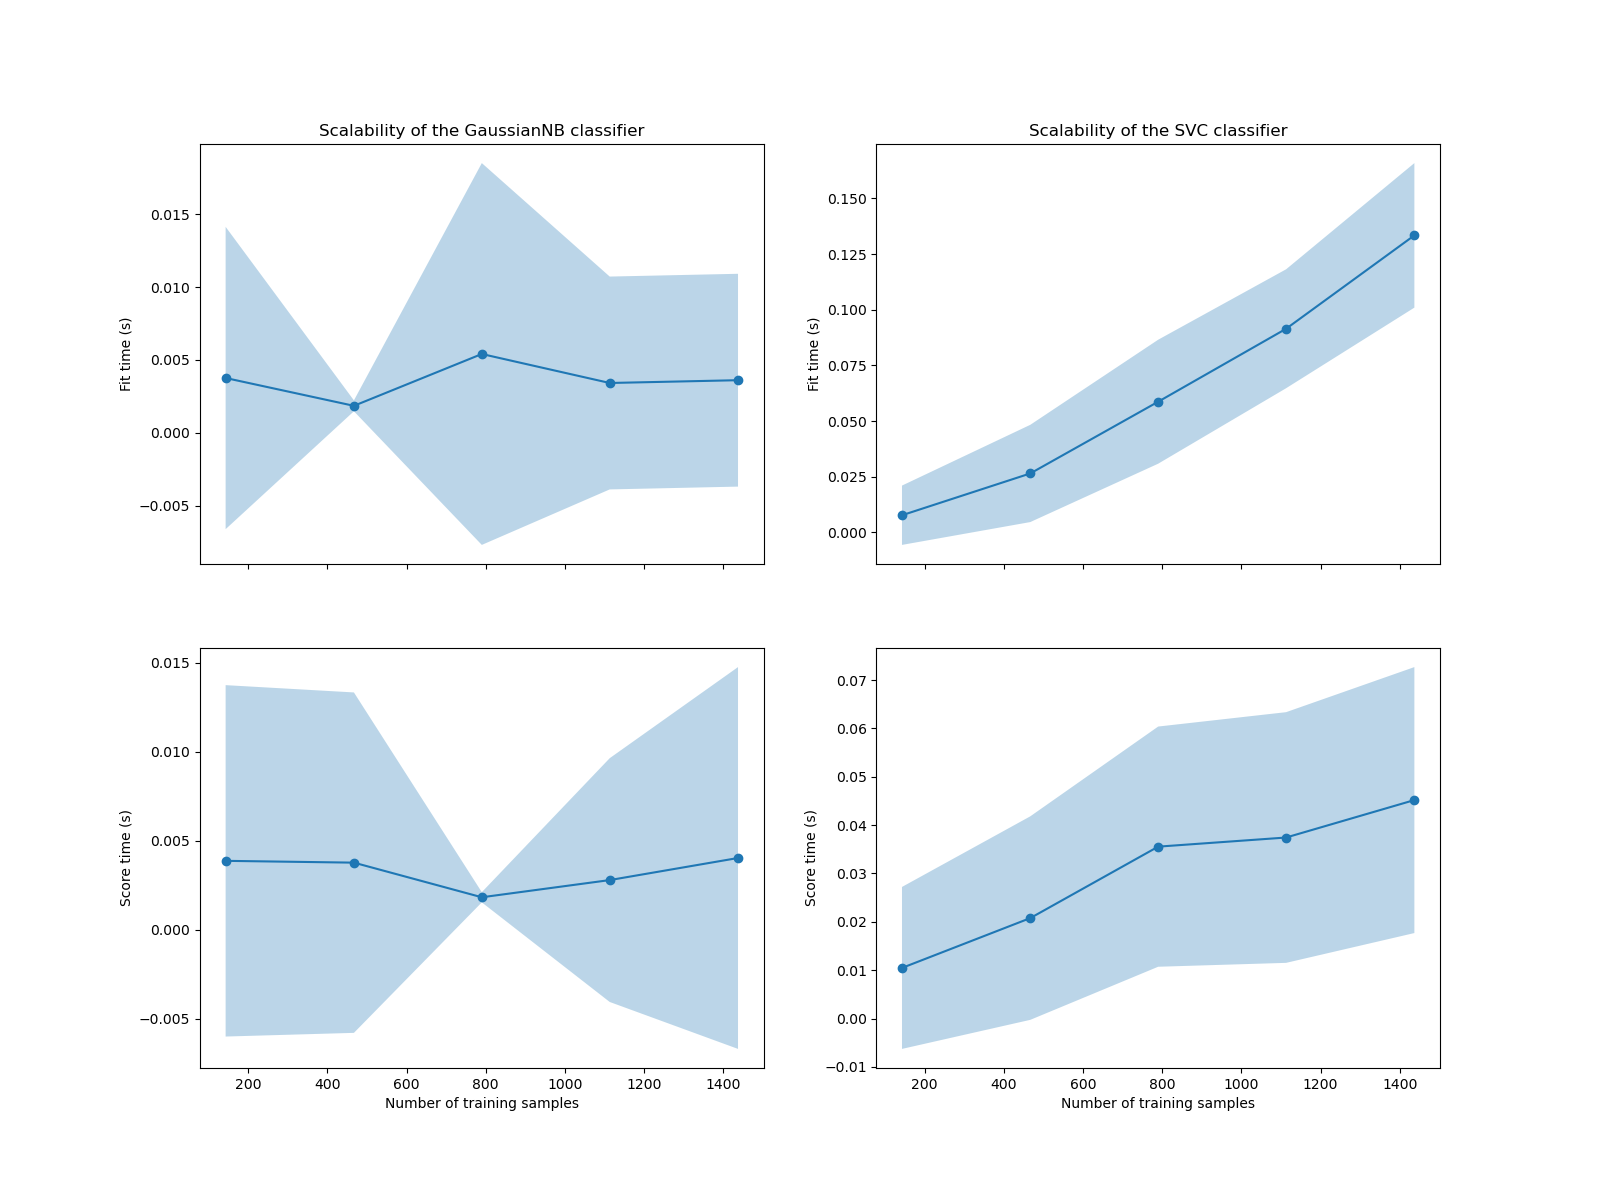 Scalability of the GaussianNB classifier
Fit time (s)
0.015
0.010
0.005
0.000
−0.005
Scalability of the SVC classifier
Fit time (s)
0.150
0.125
0.100
0.075
0.050
0.025
0.000
Score time (s)
0.015
0.010
0.005
0.000
−0.005
200 400 600 800 1000 1200 1400
Number of training samples
Score time (s)
0.07
0.06
0.05
0.04
0.03
0.02
0.01
0.00
−0.01
200 400 600 800 1000 1200 1400
Number of training samples